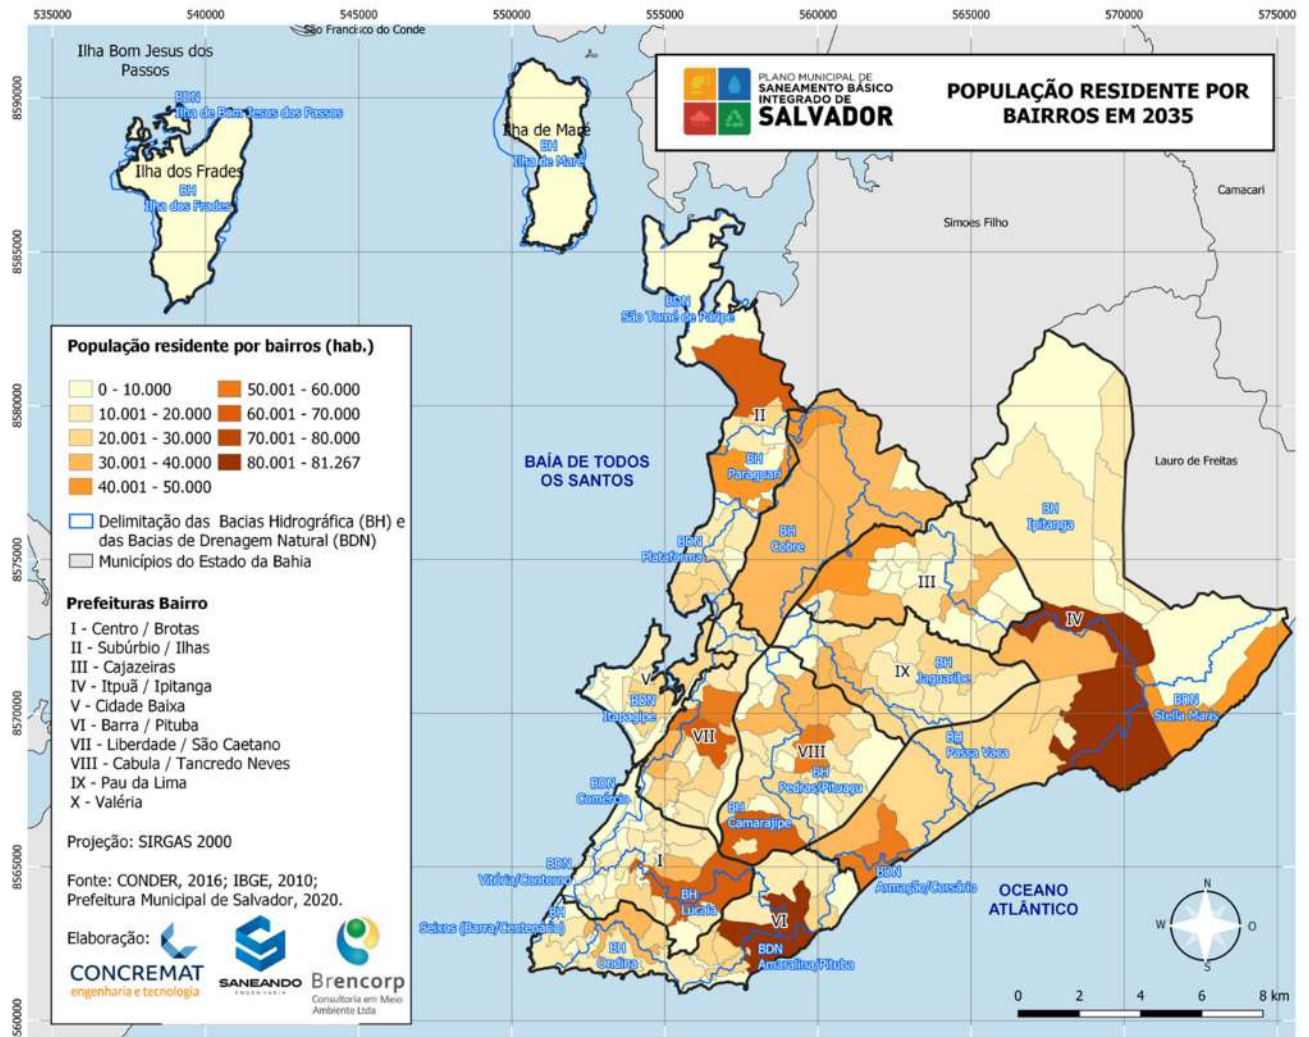 535000 540000 545000 550000 555000 560000 565000 570000 575000
São Francisco do Conde
Ilha Bom Jesus dos
Passos
BDN
Ilha de Bom Jesus dos Passos
Ilha dos Frades
BH
Ilha dos Frades
Ilha de Maré
BH
Ilha de Maré
PLANO MUNICIPAL DE
SANEAMENTO BÁSICO
INTEGRADO DE
SALVADOR
POPULAÇÃO RESIDENTE POR
BAIRROS EM 2035
Camacari
Simoes Filho
Lauro de Freitas
8590000
8585000
8580000
8575000
8570000
8565000
8560000
População residente por bairros (hab.)
0 - 10.000
10.001 - 20.000
20.001 - 30.000
30.001 - 40.000
40.001 - 50.000
50.001 - 60.000
60.001 - 70.000
70.001 - 80.000
80.001 - 81.267
Delimitação das Bacias Hidrográfica (BH) e
das Bacias de Drenagem Natural (BDN)
Municípios do Estado da Bahia
Prefeituras Bairro
I - Centro / Brotas
II - Subúrbio / Ilhas
III - Cajazeiras
IV - Itpuã / Ipitanga
V - Cidade Baixa
VI - Barra / Pituba
VII - Liberdade / São Caetano
VIII - Cabula / Tancredo Neves
IX - Pau da Lima
X - Valéria
Projeção: SIRGAS 2000
Fonte: CONDER, 2016; IBGE, 2010;
Prefeitura Municipal de Salvador, 2020.
Elaboração:
CONCREMAT
engenharia e tecnologia
SANEANDO
ENGENHARIA
Brencorp
Consultoria em Meio
Ambiente Ltda
BDN
São Tomé de Paripe
II
BH
Paraguari
BAÍA DE TODOS
OS SANTOS
BH
Ipitanga
BH
Cobre
BDN
Plataforma
III
IV
IX
BH
Jaguaribe
V
BDN
Itapagipe
BDN
Stella Maris
VII
VIII
BH
Passa Vaca
BH
Pedras/Pituaçu
BDN
Comércio
BH
Camarajipe
I
BDN
Vitória/Contorno
BDN
Armação/Corsário
BH
Lucaia
OCEANO
ATLÂNTICO
BH
Seixos (Barra/Centenário)
VI
BH
Ondina
BDN
Amaralina/Pituba
N
W O
S
0 2 4 6 8 km